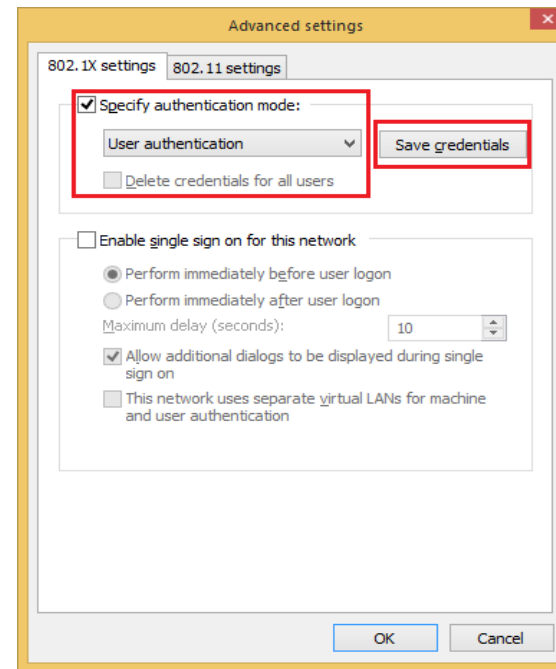 Advanced settings
802.1X settings
802.11 settings
Specify authentication mode:
User authentication
Save credentials
Delete credentials for all users
Enable single sign on for this network
Perform immediately before user logon
Perform immediately after user logon
Maximum delay (seconds):
10
Allow additional dialogs to be displayed during single
sign on
This network uses separate virtual LANs for machine
and user authentication
OK
Cancel